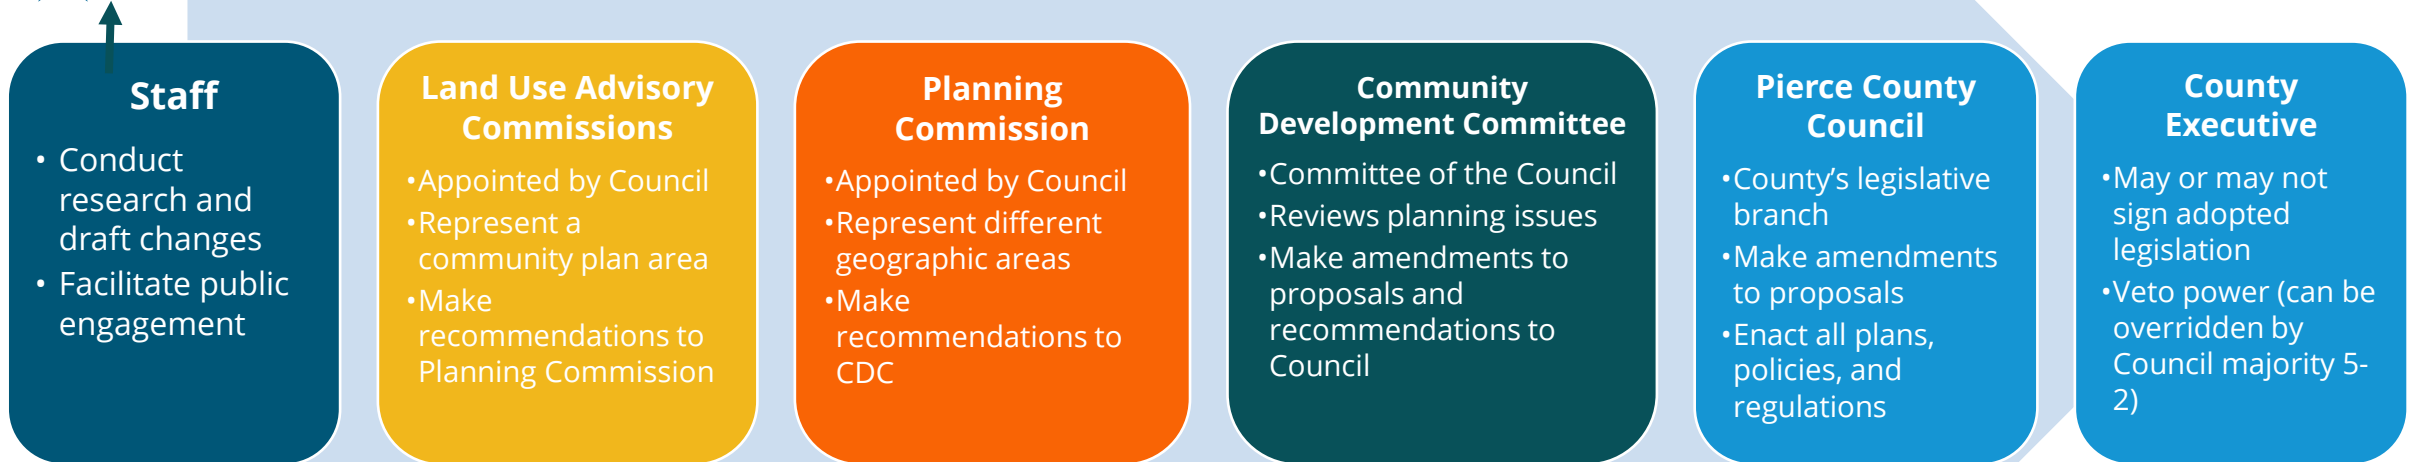 Staff
• Conduct
research and
draft changes
• Facilitate public
engagement
Land Use Advisory
Commissions
•Appointed by Council
•Represent a
community plan area
•Make
recommendations to
Planning Commission
Planning
Commission
•Appointed by Council
•Represent different
geographic areas
•Make
recommendations to
CDC
Community
Development Committee
•Committee of the Council
•Reviews planning issues
•Make amendments to
proposals and
recommendations to
Council
Pierce County
Council
•County’s legislative
branch
•Make amendments
to proposals
•Enact all plans,
policies, and
regulations
County
Executive
•May or may not
sign adopted
legislation
•Veto power (can be
overridden by
Council majority 5-
2)